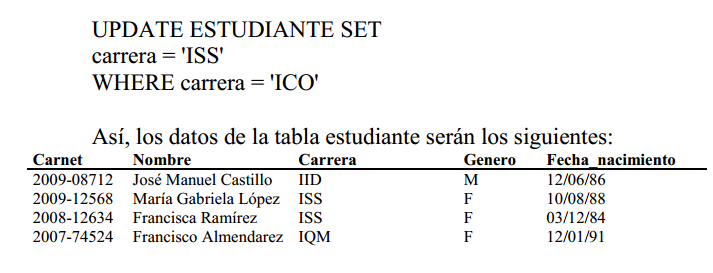 UPDATE ESTUDIANTE SET
carrera = 'ISS'
WHERE carrera = 'ICO'
Así, los datos de la tabla estudiante serán los siguientes:
Carnet Nombre Carrera Genero Fecha_nacimiento
2009-08712 José Manuel Castillo IID M 12/06/86
2009-12568 María Gabriela López ISS F 10/08/88
2008-12634 Francisca Ramírez ISS F 03/12/84
2007-74524 Francisco Almendarez IQM F 12/01/91